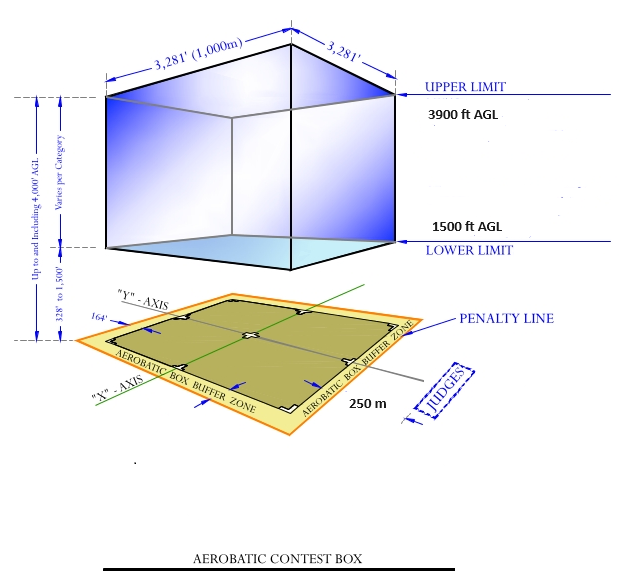 3,281' (1,000m)
3,281'
UPPER LIMIT
3900 ft AGL
Up to and Including 4,000' AGL
Varies per Category
1500 ft AGL
LOWER LIMIT
328' to 1,500'
"Y" - AXIS
164'
PENALTY LINE
AEROBATIC BOX BUFFER ZONE
AEROBATIC BOX BUFFER ZONE
"X" - AXIS
JUDGES
250 m
AEROBATIC CONTEST BOX